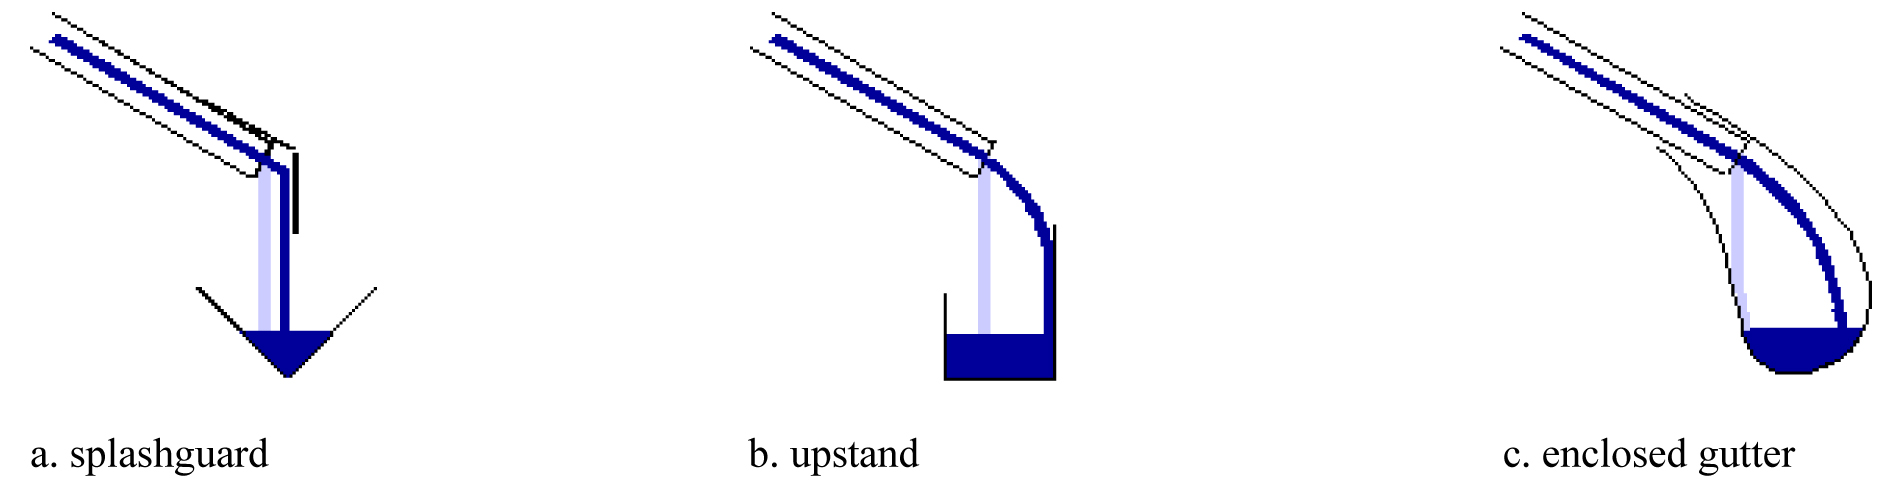 a. splashguard
b. upstand
c. enclosed gutter